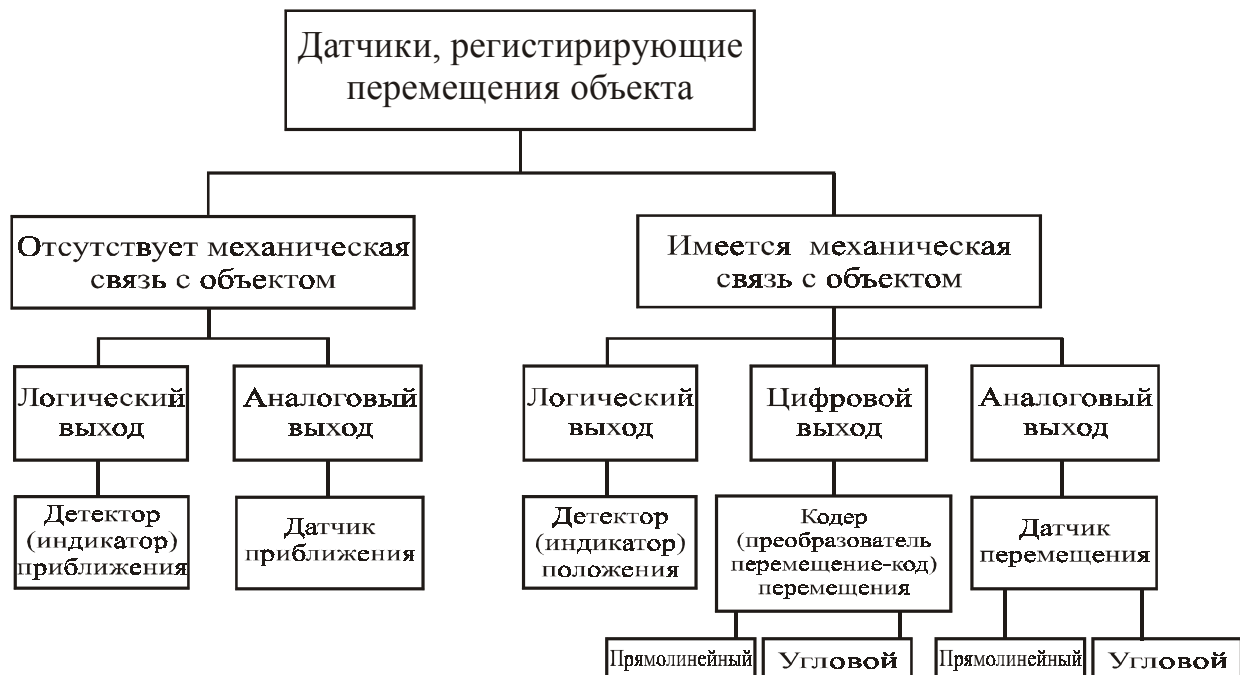 Датчики, регистирирующие
перемещения объекта
Отсутствует механическая
связь с объектом
Имеется механическая
связь с объектом
Логический
выход
Аналоговый
выход
Логический
выход
Цифровой
выход
Аналоговый
выход
Детектор
(индикатор)
приближения
Датчик
приближения
Детектор
(индикатор)
положения
Кодер
(преобразователь
перемещение-код)
перемещения
Датчик
перемещения
Прямолинейный
Угловой
Прямолинейный
Угловой